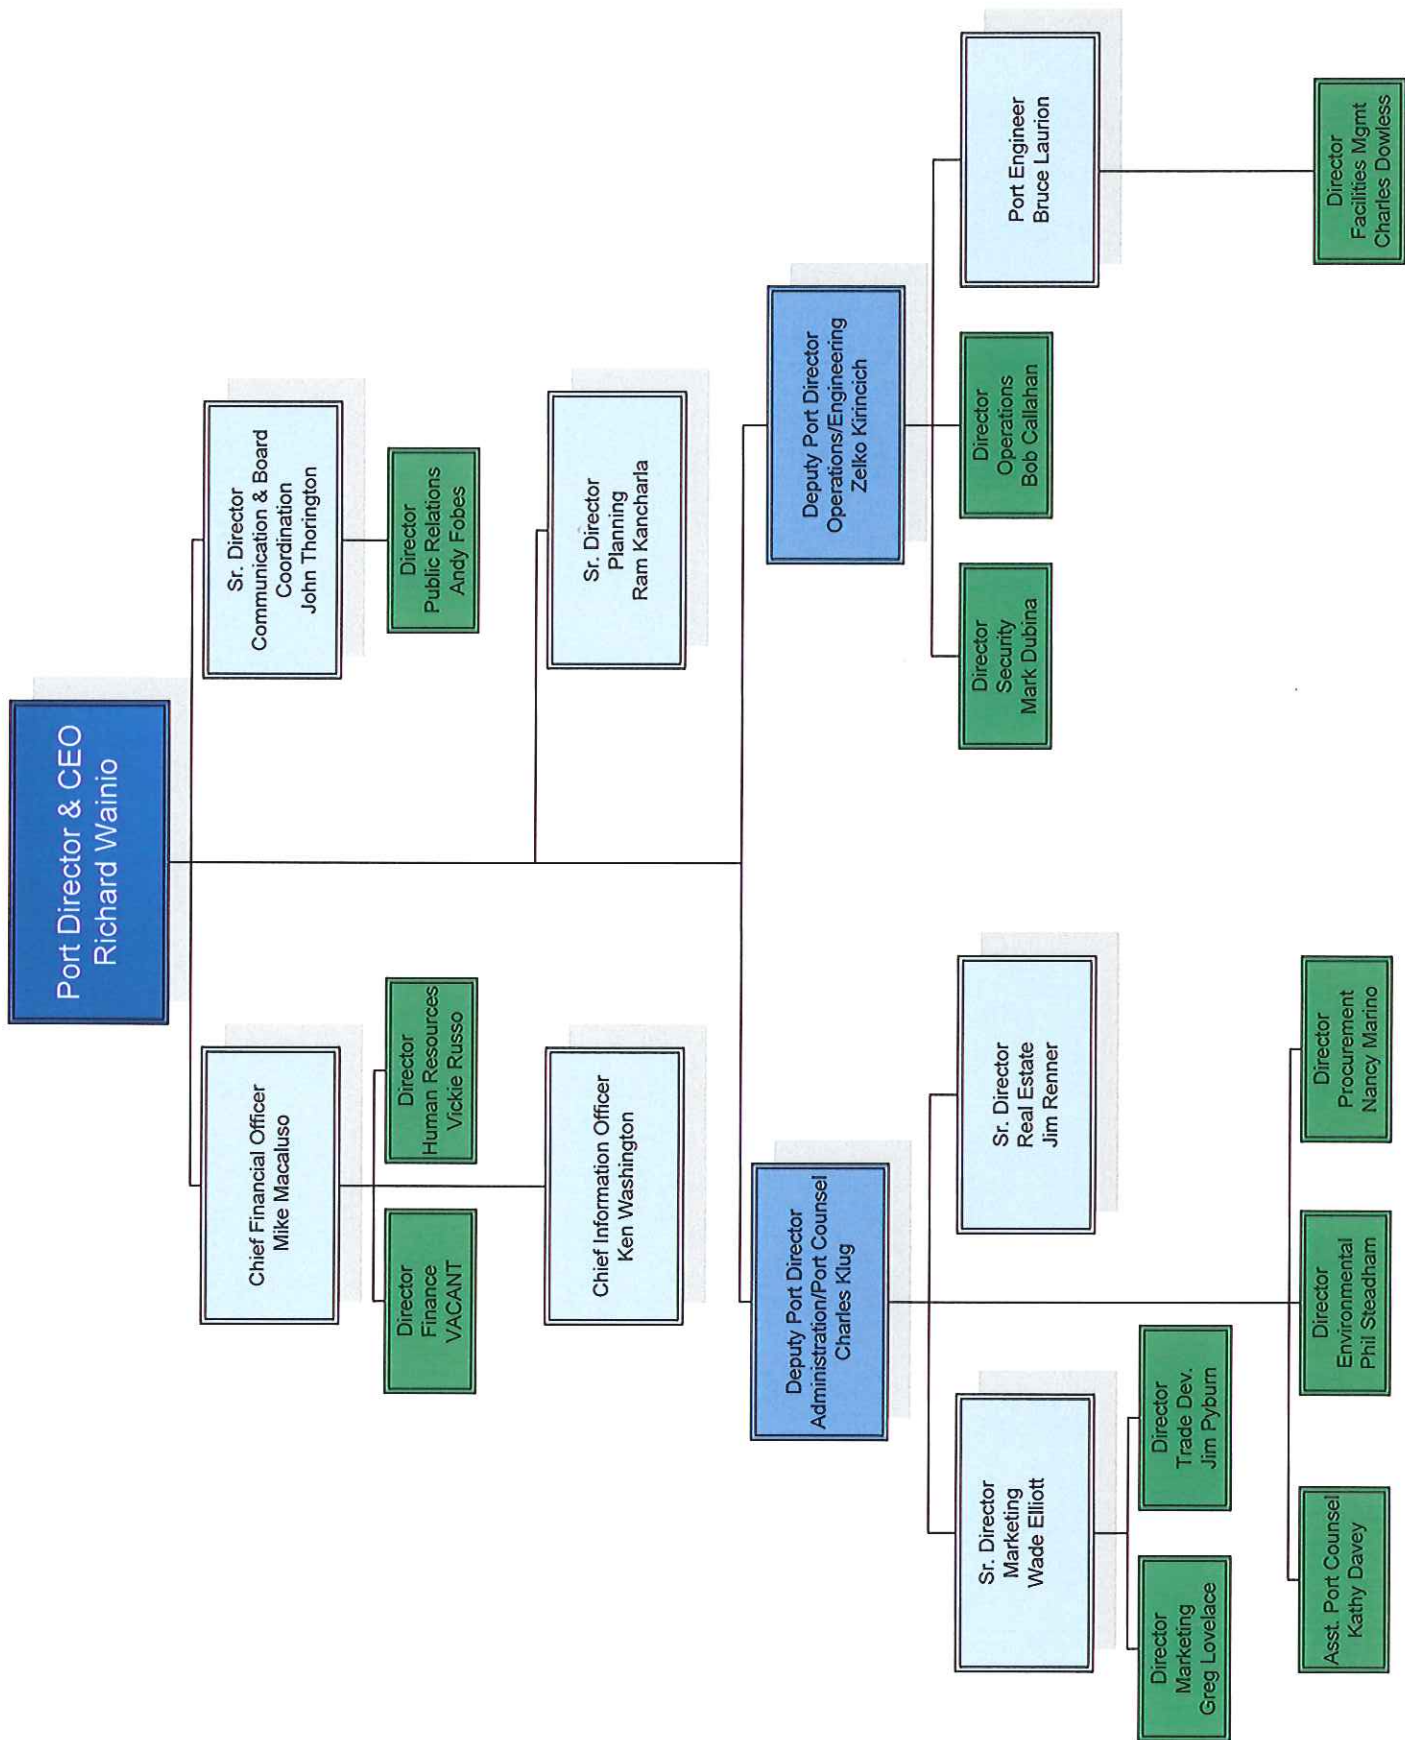 Port Director & CEO
Richard Wainio
Chief Financial Officer
Mike Macaluso
Sr. Director
Communication & Board
Coordination
John Thorington
Director
Finance
VACANT
Director
Human Resources
Vickie Russo
Director
Public Relations
Andy Fobes
Chief Information Officer
Ken Washington
Sr. Director
Planning
Ram Kancharla
Deputy Port Director
Administration/Port Counsel
Charles Klug
Deputy Port Director
Operations/Engineering
Zelko Kirincich
Sr. Director
Marketing
Wade Elliott
Sr. Director
Real Estate
Jim Renner
Director
Security
Mark Dubina
Director
Operations
Bob Callahan
Port Engineer
Bruce Laurion
Director
Marketing
Greg Lovelace
Director
Trade Dev.
Jim Pyburn
Asst. Port Counsel
Kathy Davey
Director
Environmental
Phil Steadham
Director
Procurement
Nancy Marino
Director
Facilities Mgmt
Charles Dowless